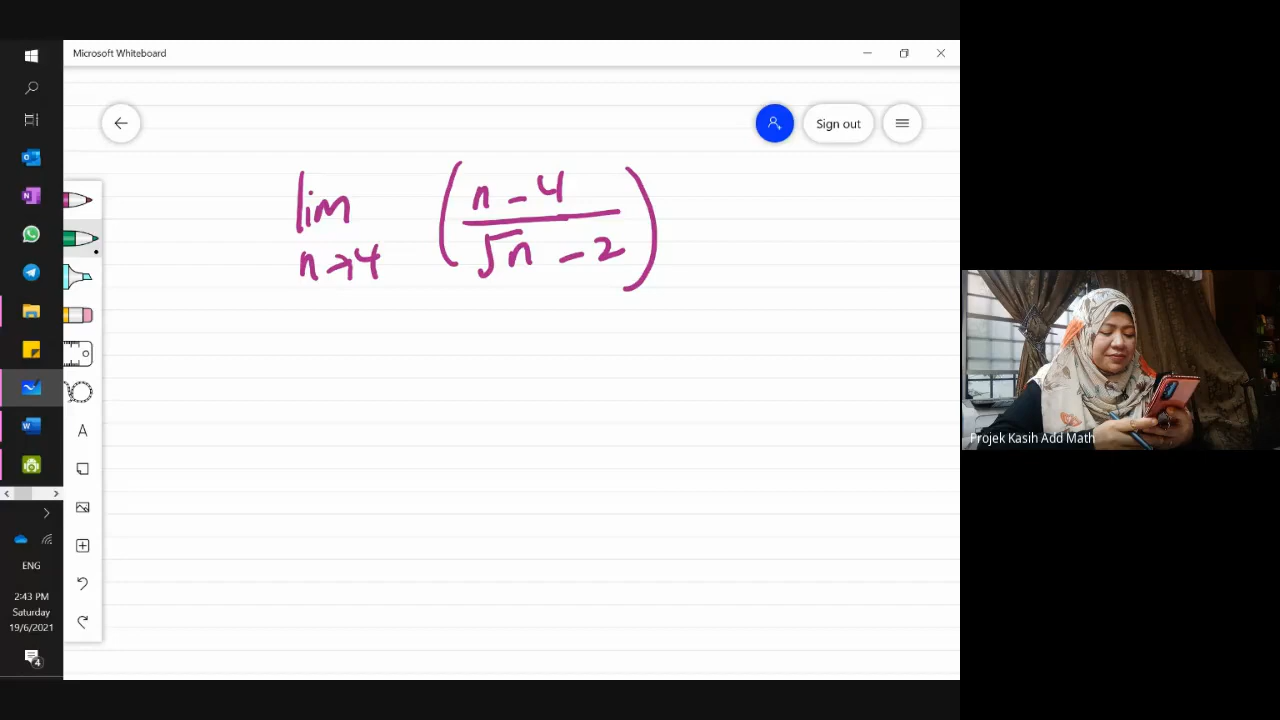 Microsoft Whiteboard
Sign out
lim
n→4
(n - 4
√n - 2)
A
Projek Kasih Add Math
ENG
2:43 PM
Saturday
19/6/2021
4